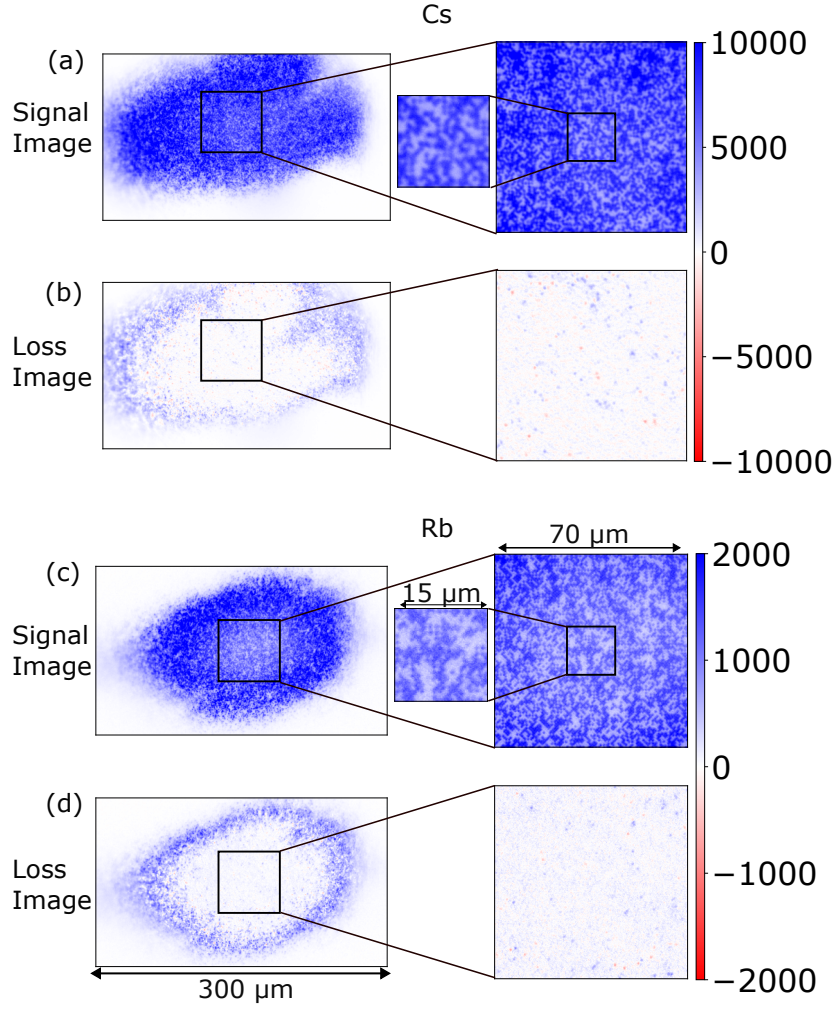 Cs
(a)
Signal
Image
10000
5000
0
−5000
−10000
(b)
Loss
Image
Rb
70 μm
(c)
15 μm
Signal
Image
2000
1000
0
−1000
−2000
(d)
Loss
Image
300 μm